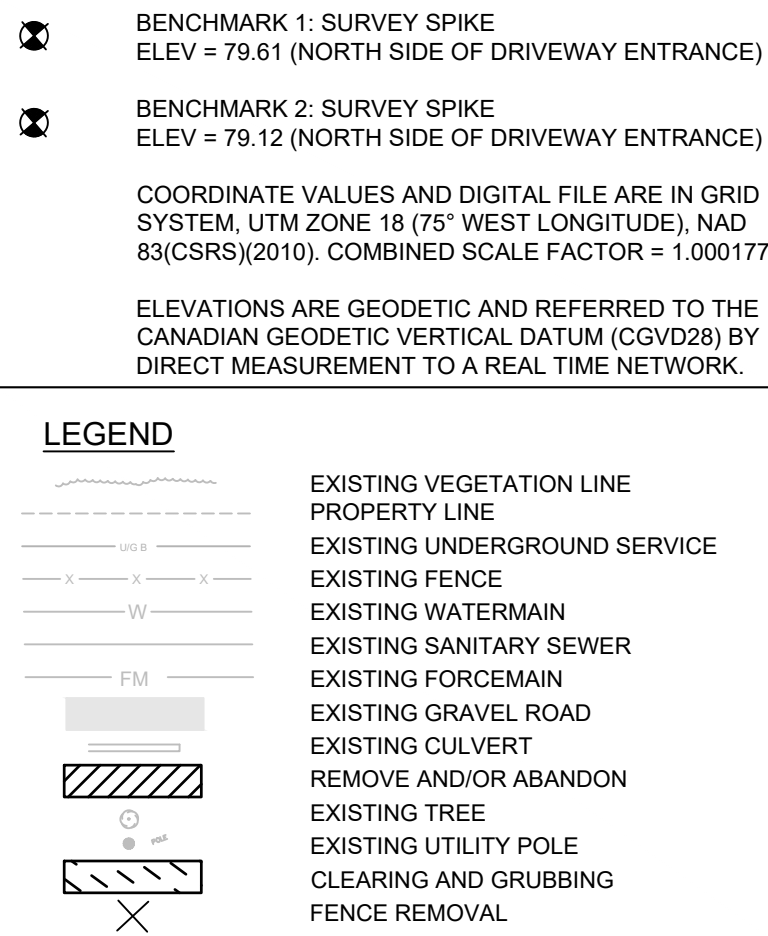 BENCHMARK 1: SURVEY SPIKE
ELEV = 79.61 (NORTH SIDE OF DRIVEWAY ENTRANCE)
BENCHMARK 2: SURVEY SPIKE
ELEV = 79.12 (NORTH SIDE OF DRIVEWAY ENTRANCE)
COORDINATE VALUES AND DIGITAL FILE ARE IN GRID
SYSTEM, UTM ZONE 18 (75° WEST LONGITUDE), NAD
83(CSRS)(2010). COMBINED SCALE FACTOR = 1.000177
ELEVATIONS ARE GEODETIC AND REFERRED TO THE
CANADIAN GEODETIC VERTICAL DATUM (CGVD28) BY
DIRECT MEASUREMENT TO A REAL TIME NETWORK.
LEGEND
EXISTING VEGETATION LINE
PROPERTY LINE
U/G B EXISTING UNDERGROUND SERVICE
X X X EXISTING FENCE
W EXISTING WATERMAIN
EXISTING SANITARY SEWER
FM EXISTING FORCEMAIN
EXISTING GRAVEL ROAD
EXISTING CULVERT
REMOVE AND/OR ABANDON
EXISTING TREE
POLE EXISTING UTILITY POLE
CLEARING AND GRUBBING
FENCE REMOVAL